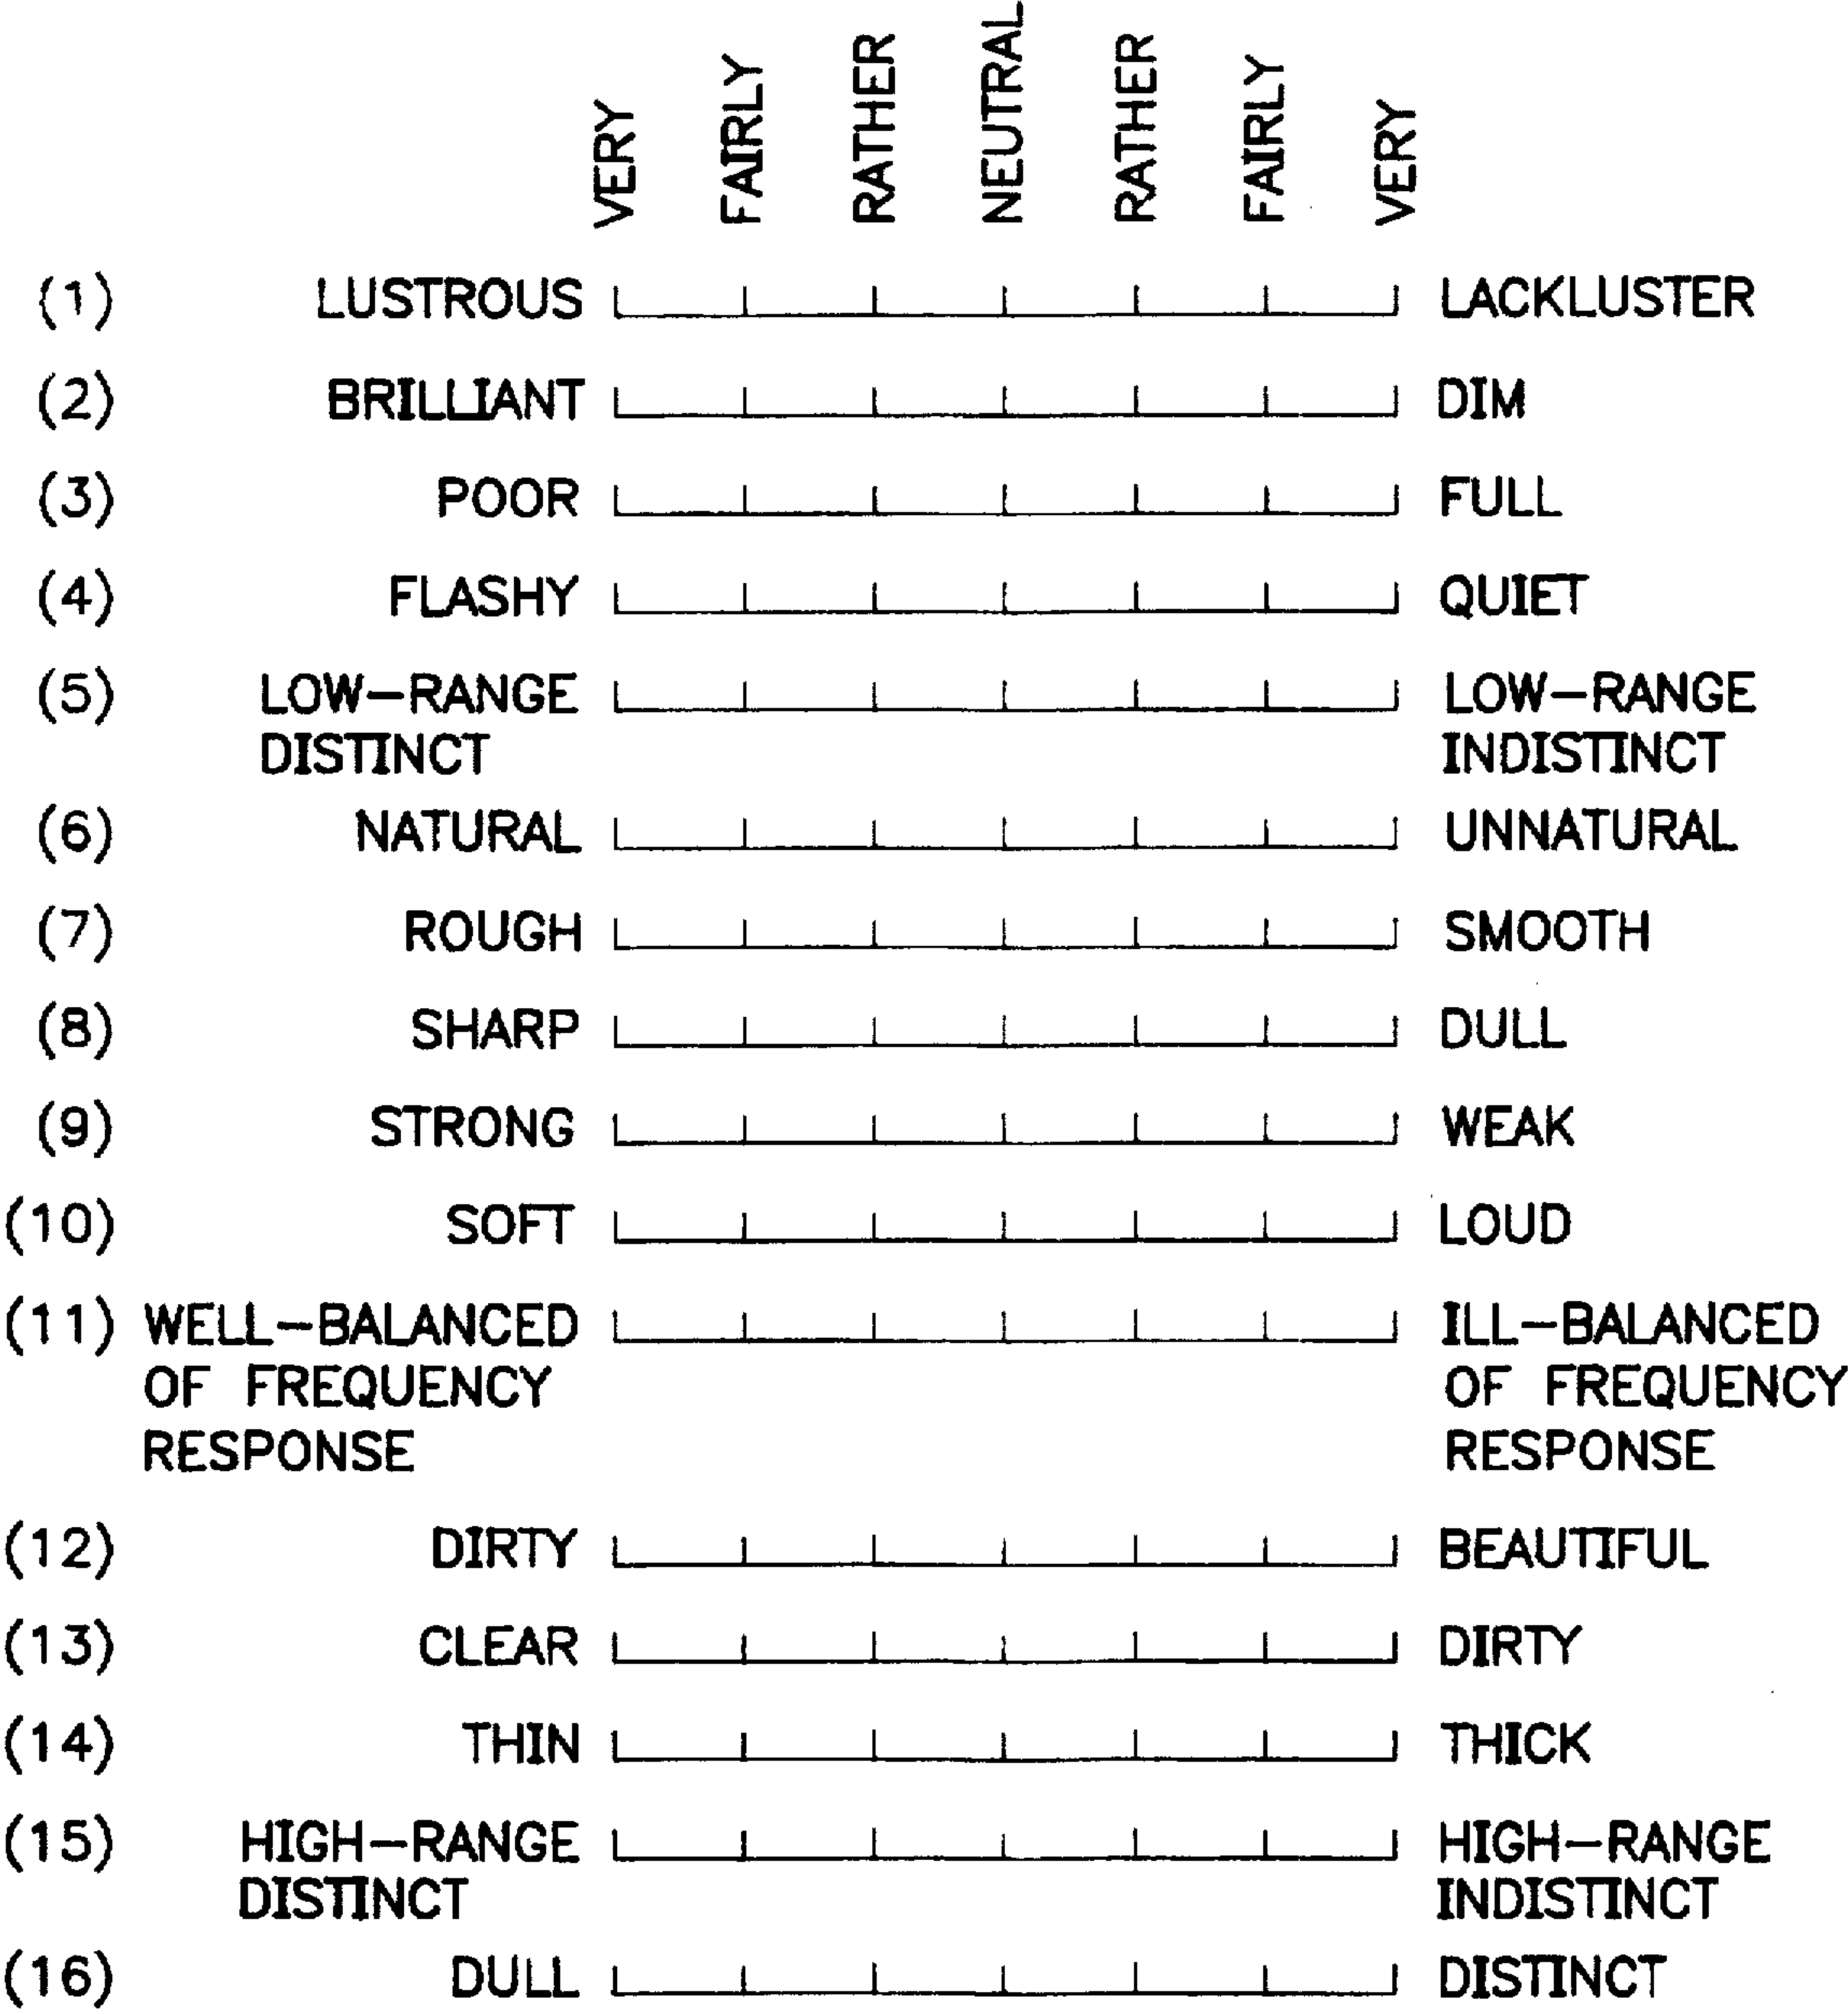 VERY FAIRLY RATHER NEUTRAL RATHER FAIRLY VERY
(1) LUSTROUS LACKLUSTER
(2) BRILLIANT DIM
(3) POOR FULL
(4) FLASHY QUIET
(5) LOW-RANGE LOW-RANGE
DISTINCT INDISTINCT
(6) NATURAL UNNATURAL
(7) ROUGH SMOOTH
(8) SHARP DULL
(9) STRONG WEAK
(10) SOFT LOUD
(11) WELL-BALANCED ILL-BALANCED
OF FREQUENCY OF FREQUENCY
RESPONSE RESPONSE
(12) DIRTY BEAUTIFUL
(13) CLEAR DIRTY
(14) THIN THICK
(15) HIGH-RANGE HIGH-RANGE
DISTINCT INDISTINCT
(16) DULL DISTINCT